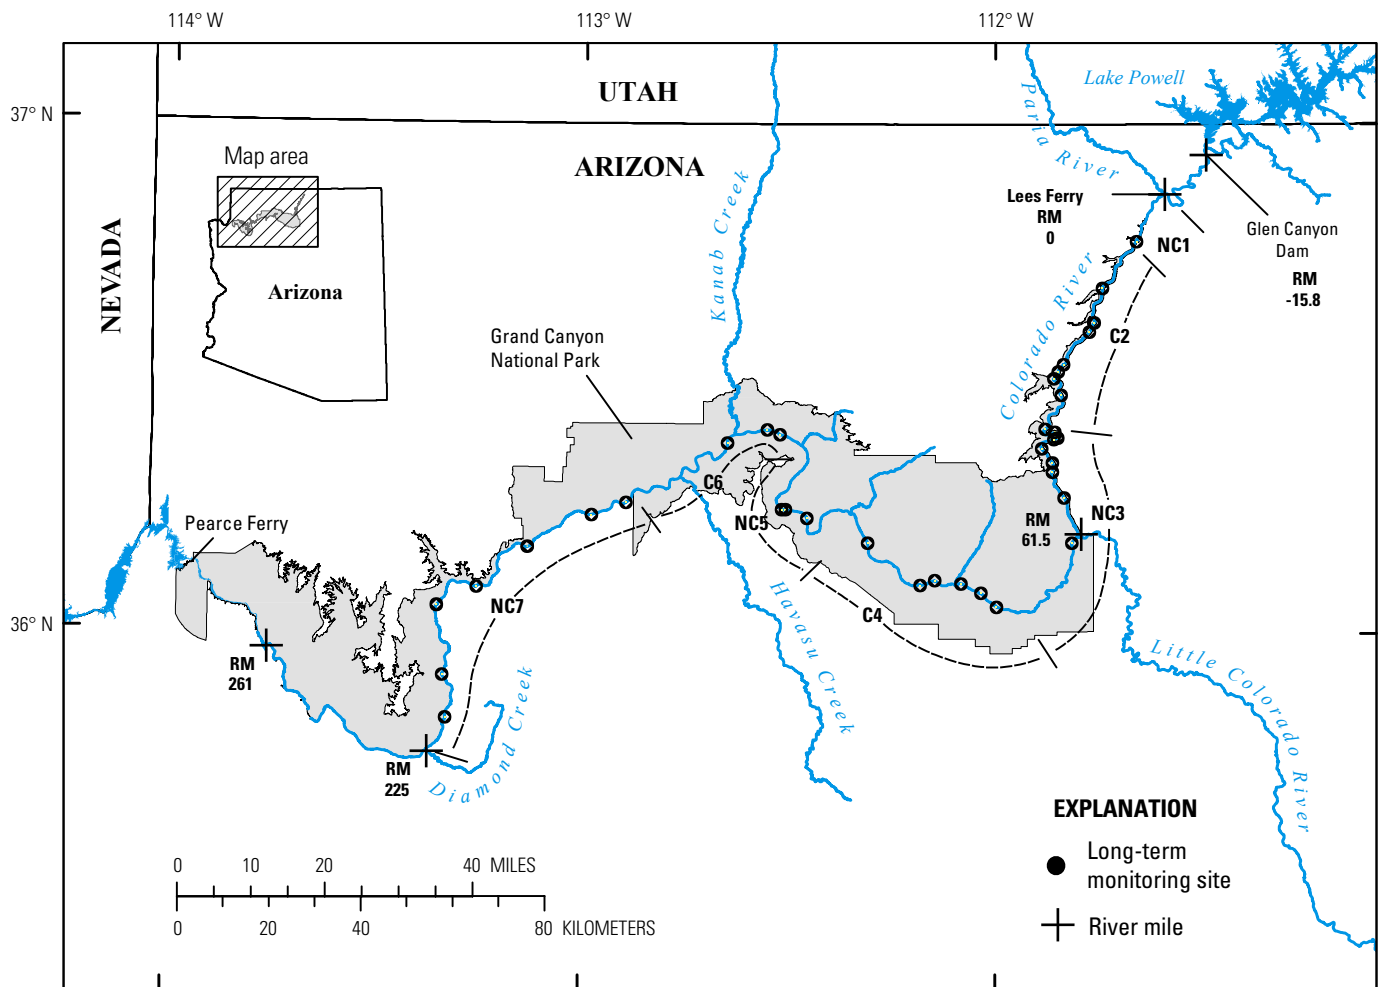 114° W
113° W
112° W
37° N
36° N
UTAH
ARIZONA
NEVADA
Map area
Arizona
Lake Powell
Paria River
Lees Ferry
RM
0
Glen Canyon
Dam
RM
-15.8
NC1
C2
Colorado River
Kanab Creek
Grand Canyon
National Park
C6
NC5
NC3
RM
61.5
Pearce Ferry
NC7
C4
Havasu Creek
RM
261
RM
225
Diamond Creek
Little Colorado River
EXPLANATION
Long-term
monitoring site
River mile
0 10 20 40 MILES
0 20 40 80 KILOMETERS